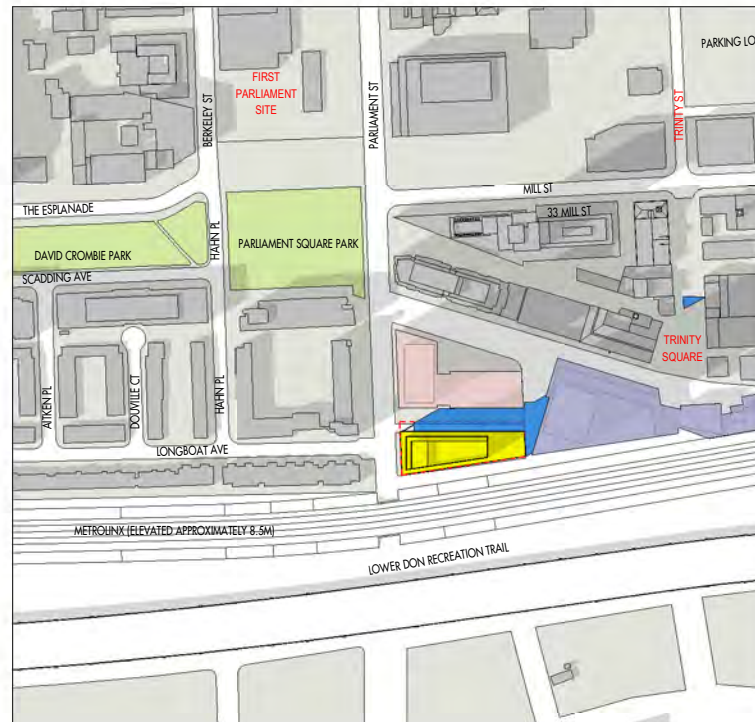 PARKING LO
FIRST
PARLIAMENT
SITE
BERKELEY ST
PARLIAMENT ST
TRINITY ST
MILL ST
THE ESPLANADE
33 MILL ST
DAVID CROMBIE PARK
HAHN PL
PARLIAMENT SQUARE PARK
SCADDING AVE
TRINITY
SQUARE
AITKEN PL
DOUVILLE CT
HAHN PL
LONGBOAT AVE
METROLINX (ELEVATED APPROXIMATELY 8.5M)
LOWER DON RECREATION TRAIL